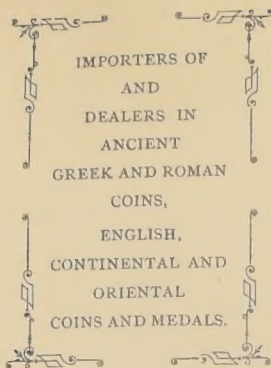 IMPORTERS OF
AND
DEALERS IN
ANCIENT
GREEK AND ROMAN
COINS,
ENGLISH,
CONTINENTAL AND
ORIENTAL
COINS AND MEDALS.